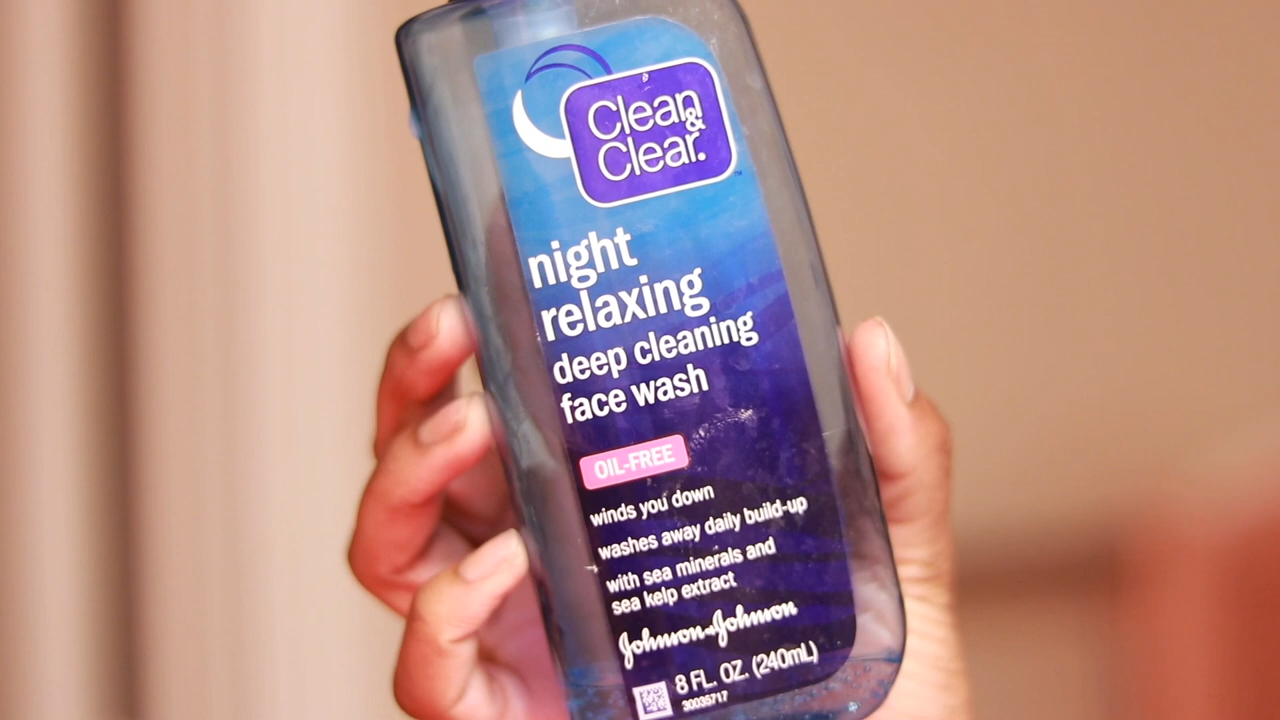 Clean &
Clear.
™
night
relaxing
deep cleaning
face wash
OIL-FREE
winds you down
washes away daily build-up
with sea minerals and
sea kelp extract
Johnson & Johnson
8 FL. OZ. (240mL)
30035717